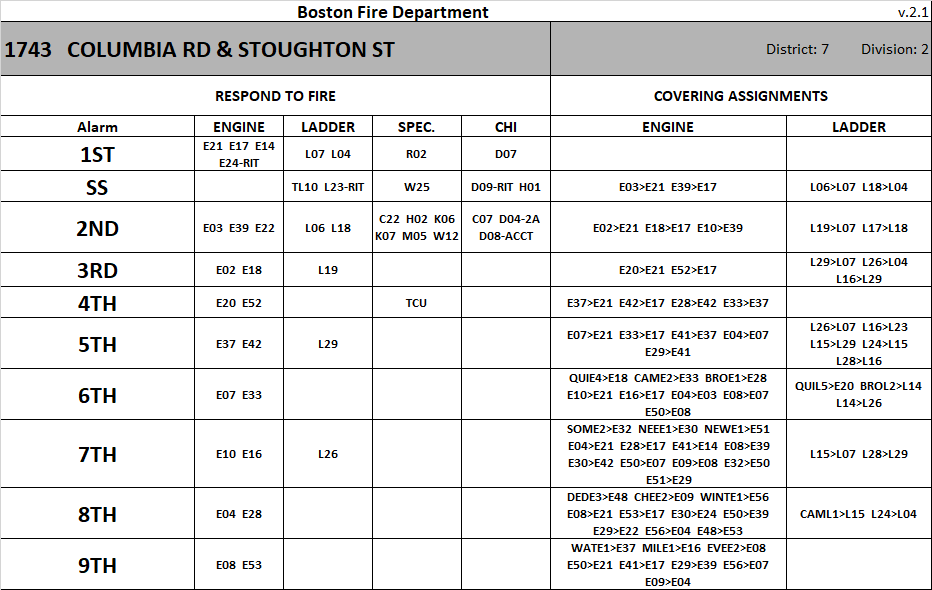 Boston Fire Department v.2.1
1743 COLUMBIA RD & STOUGHTON ST District: 7 Division: 2
RESPOND TO FIRE COVERING ASSIGNMENTS
Alarm ENGINE LADDER SPEC. CHI ENGINE LADDER
1ST
E21 E17 E14
E24-RIT
L07 L04
R02
D07
SS
TL10 L23-RIT
W25
D09-RIT H01
E03>E21 E39>E17
L06>L07 L18>L04
2ND
E03 E39 E22
L06 L18
C22 H02 K06
K07 M05 W12
C07 D04-2A
D08-ACCT
E02>E21 E18>E17 E10>E39
L19>L07 L17>L18
3RD
E02 E18
L19
E20>E21 E52>E17
L29>L07 L26>L04
L16>L29
4TH
E20 E52
TCU
E37>E21 E42>E17 E28>E42 E33>E37
5TH
E37 E42
L29
E07>E21 E33>E17 E41>E37 E04>E07
E29>E41
L26>L07 L16>L23
L15>L29 L24>L15
L28>L16
6TH
E07 E33
QUIE4>E18 CAME2>E33 BROE1>E28
E10>E21 E16>E17 E04>E03 E08>E07
E50>E08
QUIL5>E20 BROL2>L14
L14>L26
7TH
E10 E16
L26
SOME2>E32 NEEE1>E30 NEWE1>E51
E04>E21 E28>E17 E41>E14 E08>E39
E30>E42 E50>E07 E09>E08 E32>E50
E51>E29
L15>L07 L28>L29
8TH
E04 E28
DEDE3>E48 CHEE2>E09 WINTE1>E56
E08>E21 E53>E17 E30>E24 E50>E39
E29>E22 E56>E04 E48>E53
CAML1>L15 L24>L04
9TH
E08 E53
WATE1>E37 MILE1>E16 EVEE2>E08
E50>E21 E41>E17 E29>E39 E56>E07
E09>E04